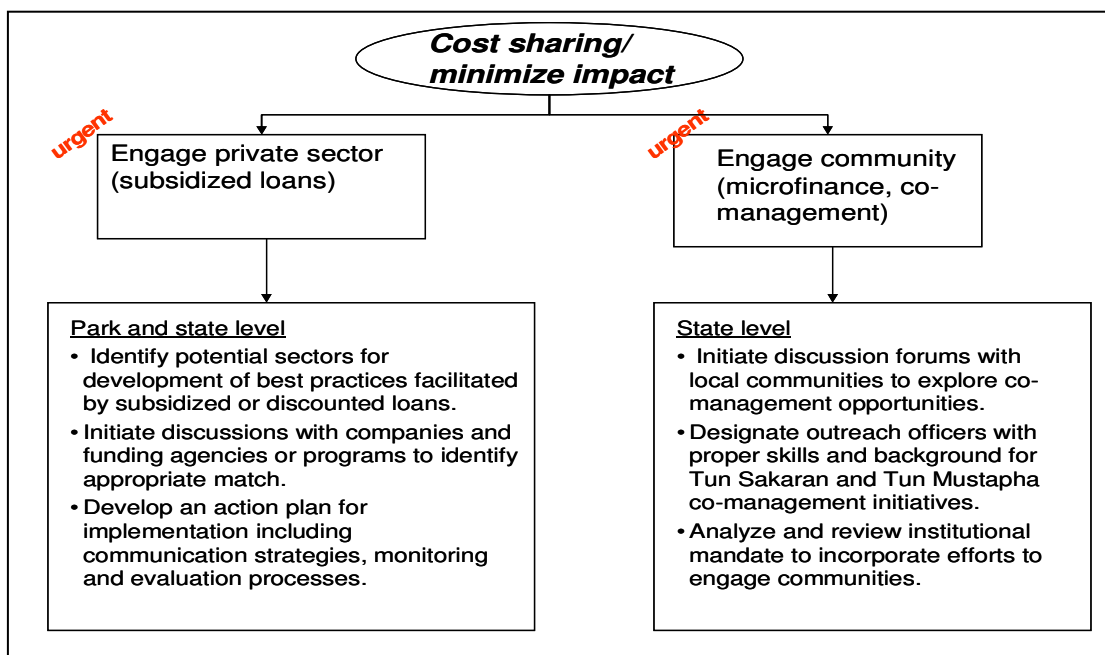 Cost sharing/
minimize impact
urgent
Engage private sector
(subsidized loans)
urgent
Engage community
(microfinance, co-
management)
Park and state level
• Identify potential sectors for
development of best practices facilitated
by subsidized or discounted loans.
• Initiate discussions with companies and
funding agencies or programs to identify
appropriate match.
• Develop an action plan for
implementation including
communication strategies, monitoring
and evaluation processes.
State level
• Initiate discussion forums with
local communities to explore co-
management opportunities.
• Designate outreach officers with
proper skills and background for
Tun Sakaran and Tun Mustapha
co-management initiatives.
• Analyze and review institutional
mandate to incorporate efforts to
engage communities.